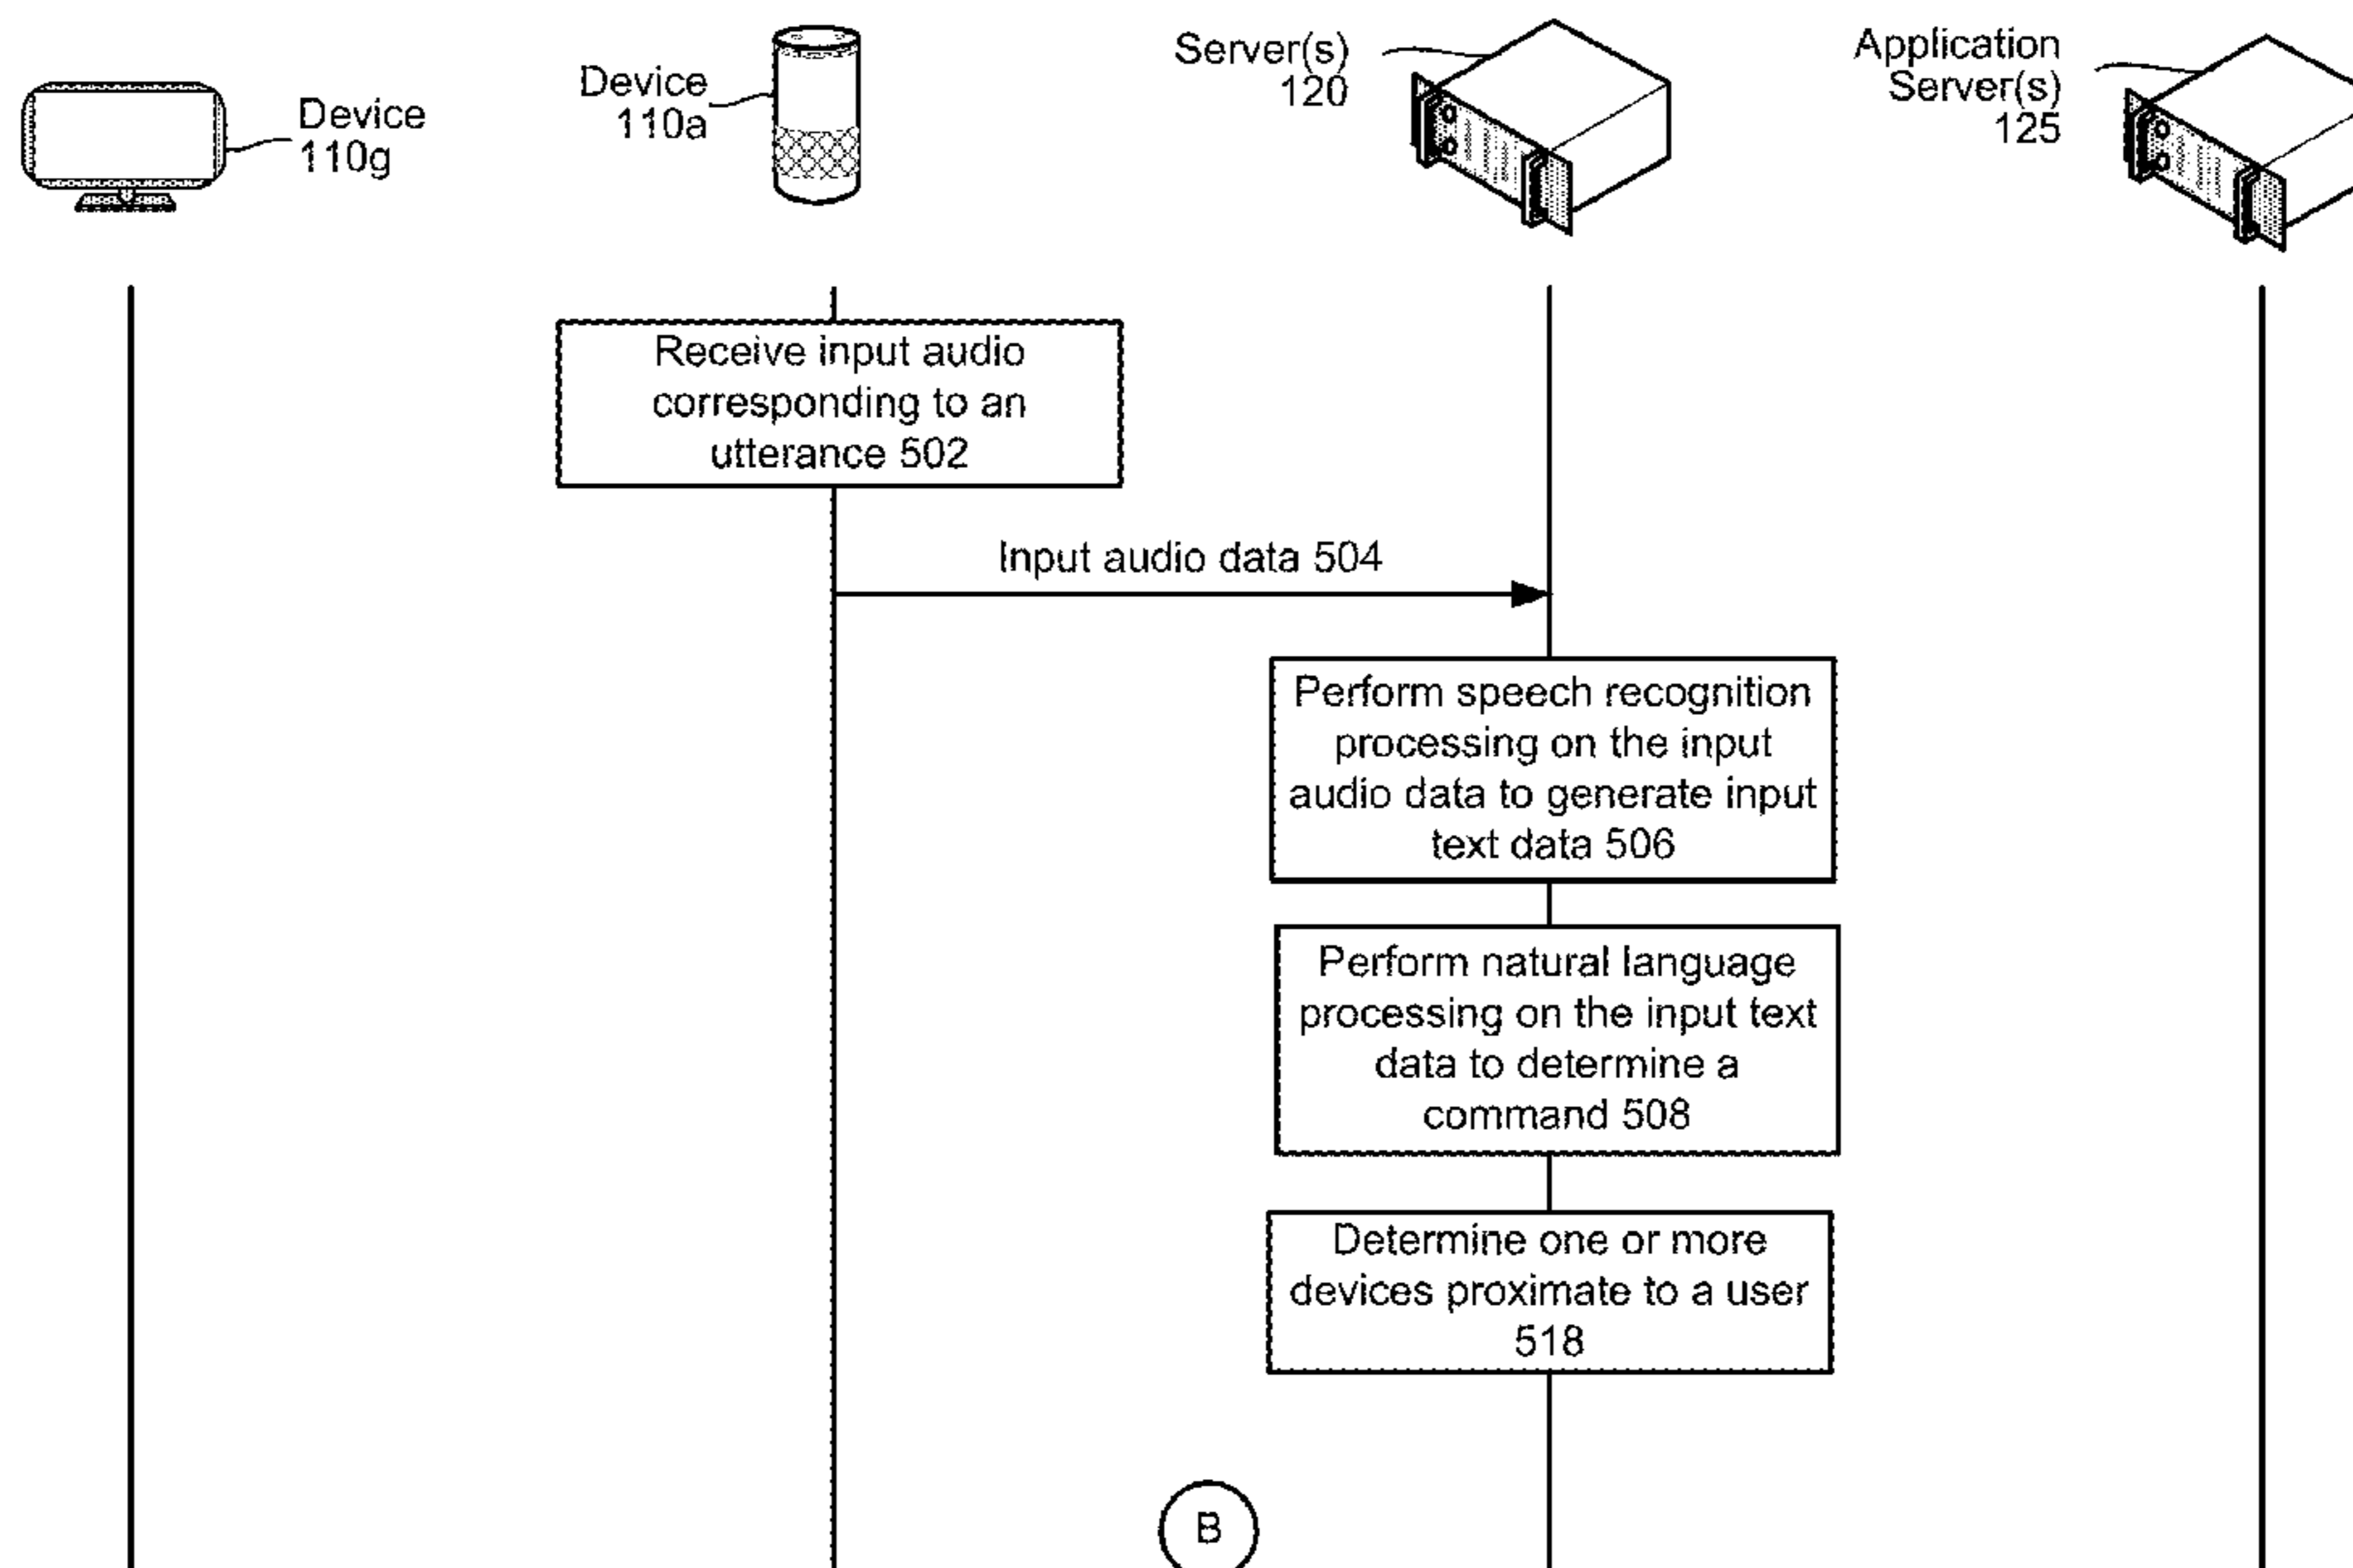 Device
110g
Device
110a
Server(s)
120
Application
Server(s)
125
Receive input audio
corresponding to an
utterance 502
Input audio data 504
Perform speech recognition
processing on the input
audio data to generate input
text data 506
Perform natural language
processing on the input text
data to determine a
command 508
Determine one or more
devices proximate to a user
518
B